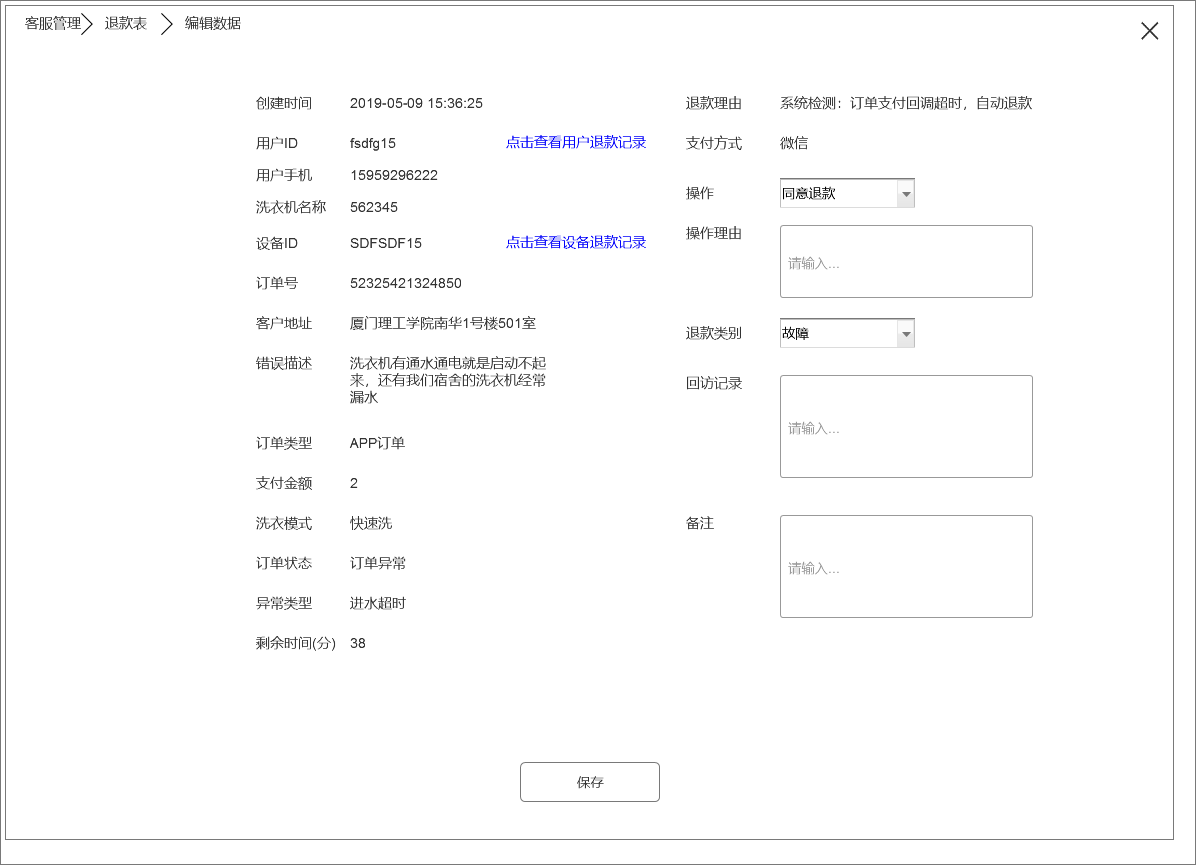 客服管理 退款表 编辑数据
创建时间 2019-05-09 15:36:25
用户ID fsdfg15 点击查看用户退款记录
用户手机 15959296222
洗衣机名称 562345
设备ID SDFSDF15 点击查看设备退款记录
订单号 52325421324850
客户地址 厦门理工学院南华1号楼501室
错误描述 洗衣机有通水通电就是启动不起
来，还有我们宿舍的洗衣机经常
漏水
订单类型 APP订单
支付金额 2
洗衣模式 快速洗
订单状态 订单异常
异常类型 进水超时
剩余时间(分) 38
退款理由 系统检测：订单支付回调超时，自动退款
支付方式 微信
操作 同意退款
操作理由
请输入...
退款类别 故障
回访记录
请输入...
备注
请输入...
保存